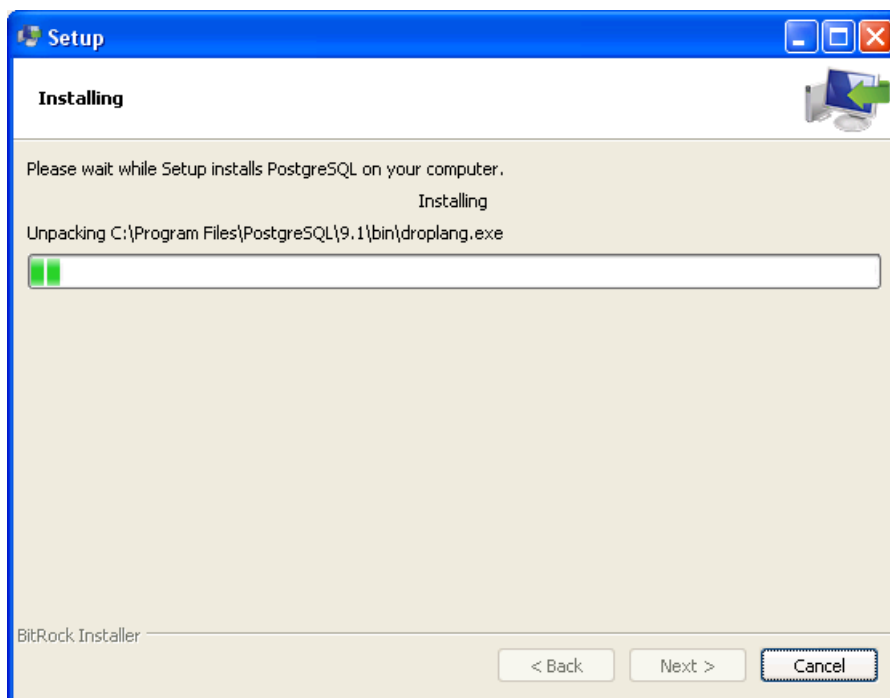 Setup
Installing
Please wait while Setup installs PostgreSQL on your computer.
Installing
Unpacking C:\Program Files\PostgreSQL\9.1\bin\droplang.exe
BitRock Installer
< Back Next > Cancel